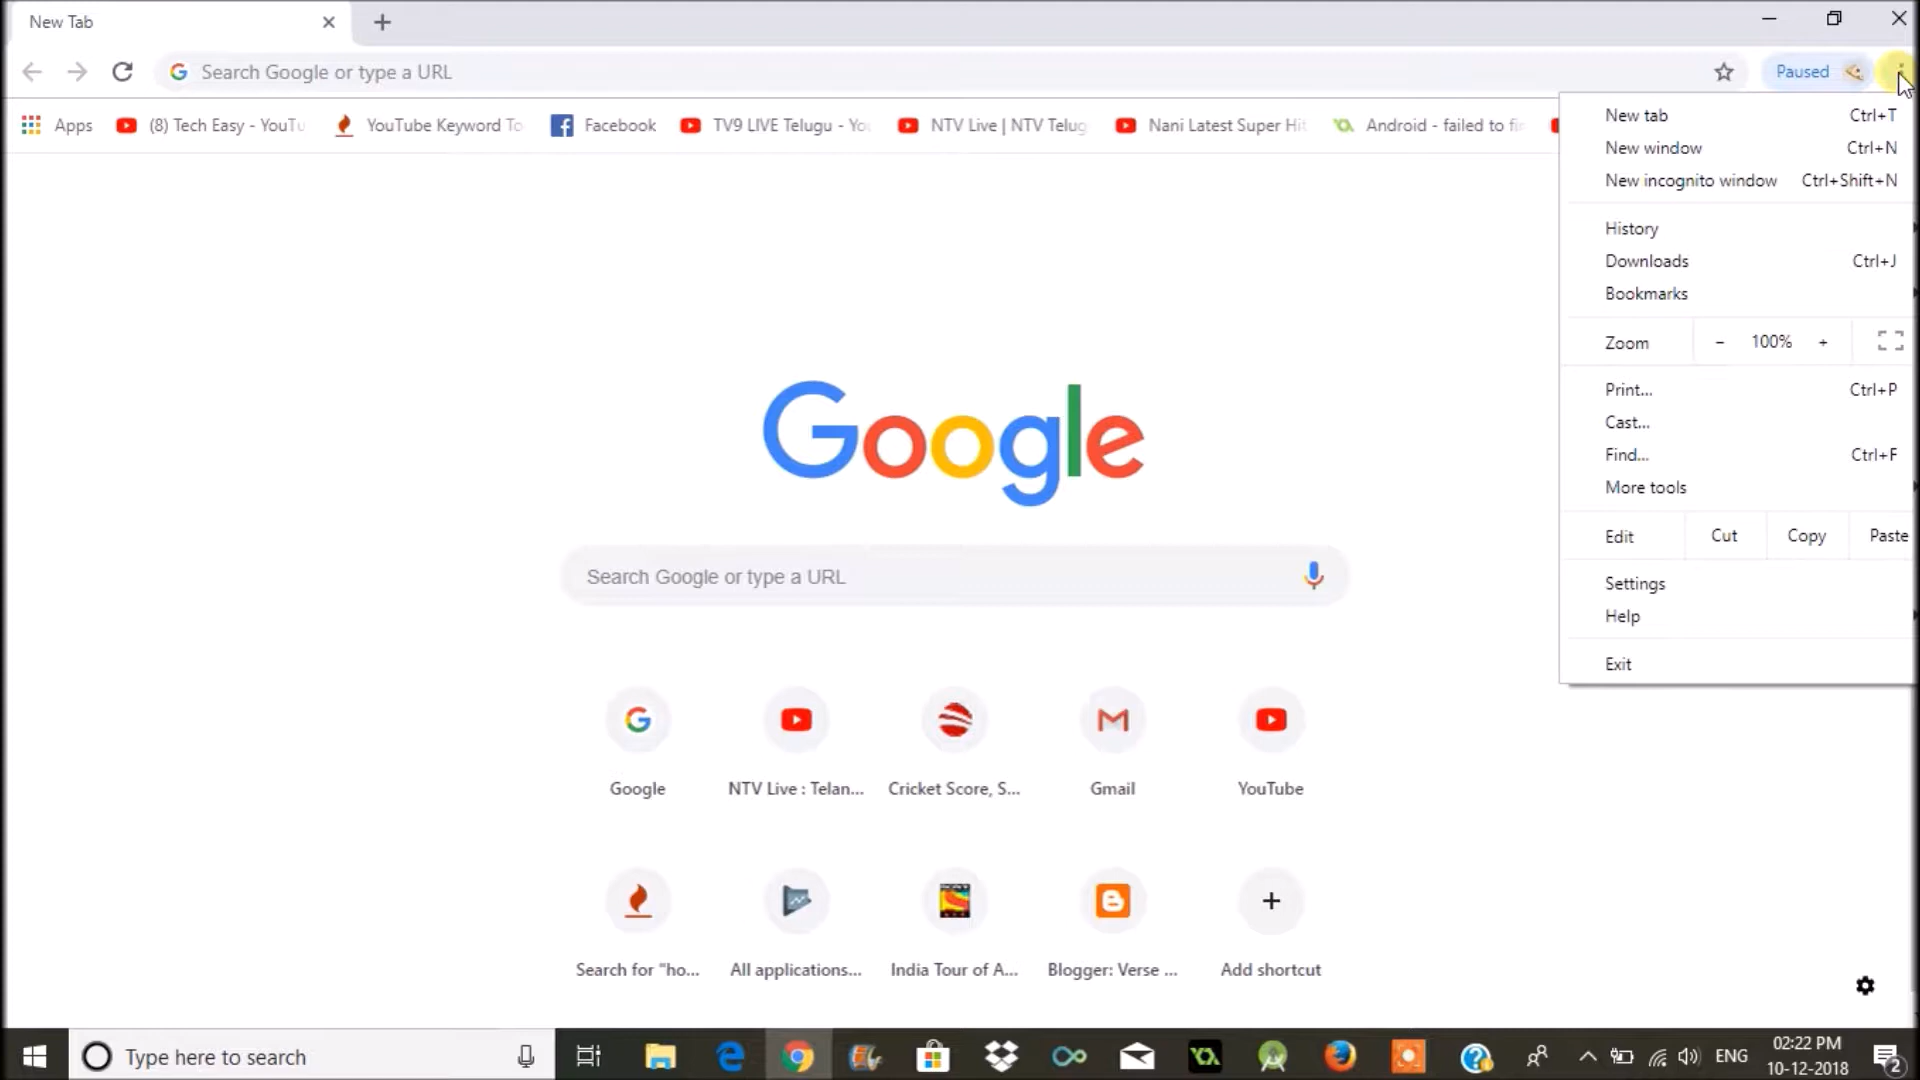 New Tab
Search Google or type a URL
Paused
Apps
(8) Tech Easy - YouTu
YouTube Keyword To
Facebook
TV9 LIVE Telugu - You
NTV Live | NTV Telug
Nani Latest Super Hit
Android - failed to fin
New tab Ctrl+T
New window Ctrl+N
New incognito window Ctrl+Shift+N
History
Downloads Ctrl+J
Bookmarks
Zoom - 100% +
Print... Ctrl+P
Cast...
Find... Ctrl+F
More tools
Edit Cut Copy Paste
Settings
Help
Exit
Google
Search Google or type a URL
Google
NTV Live : Telan...
Cricket Score, S...
Gmail
YouTube
Search for "ho...
All applications...
India Tour of A...
Blogger: Verse ...
Add shortcut
Type here to search
ENG
02:22 PM
10-12-2018
2